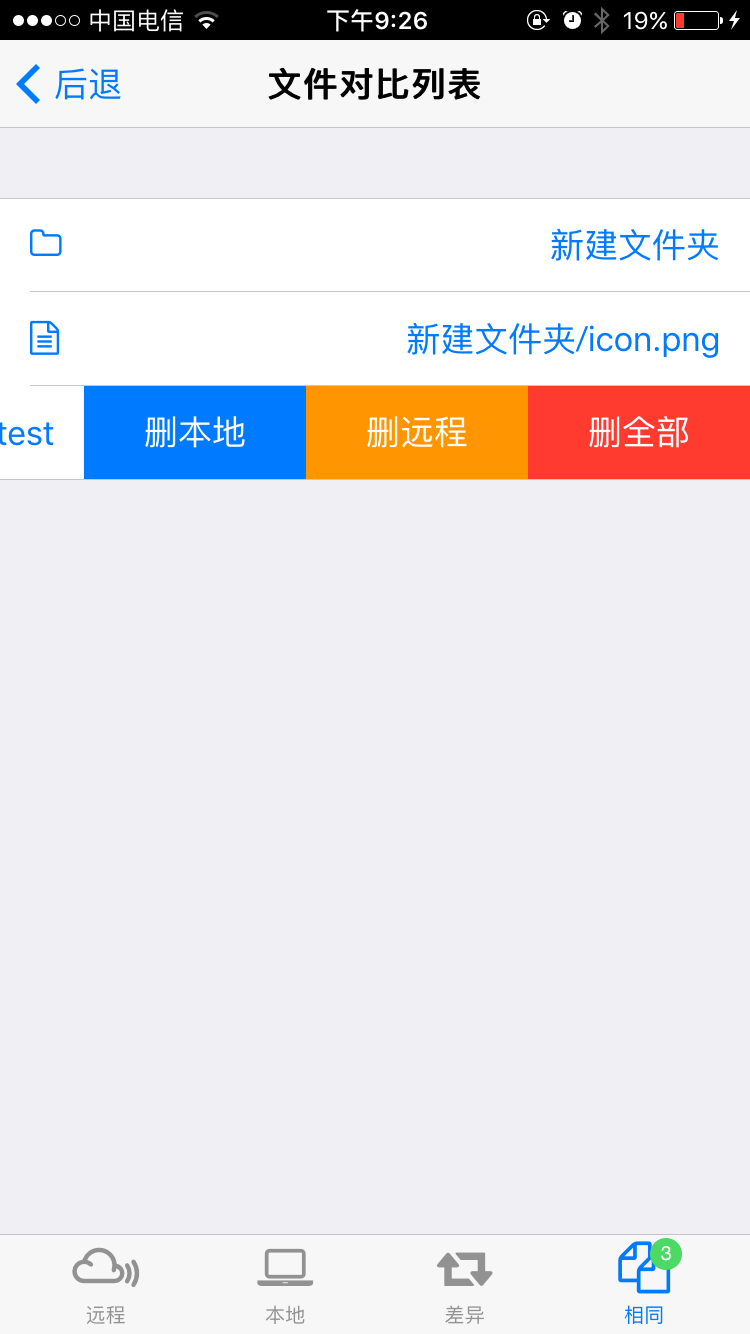 中国电信 下午9:26 19%
后退 文件对比列表
新建文件夹
新建文件夹/icon.png
test 删本地 删远程 删全部
3
远程 本地 差异 相同